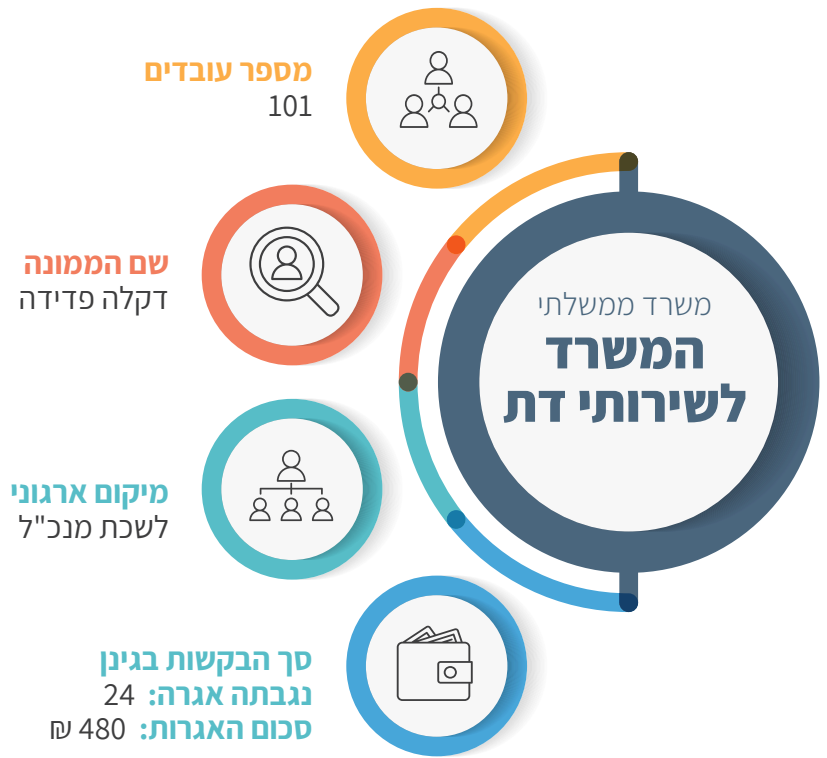 משרד ממשלתי
המשרד
לשירותי דת
מספר עובדים
101
שם הממונה
דקלה פדידה
מיקום ארגוני
לשכת מנכ"ל
סך הבקשות בגינן
נגבתה אגרה: 24
סכום האגרות: 480 ₪